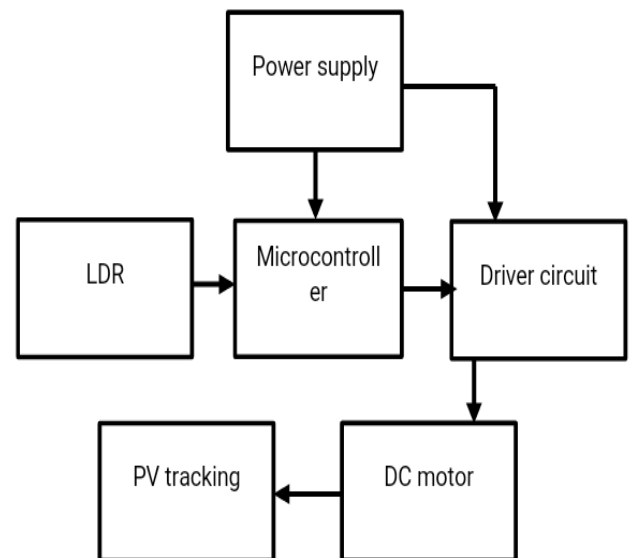 Power supply
LDR
Microcontroll
er
Driver circuit
PV tracking
DC motor